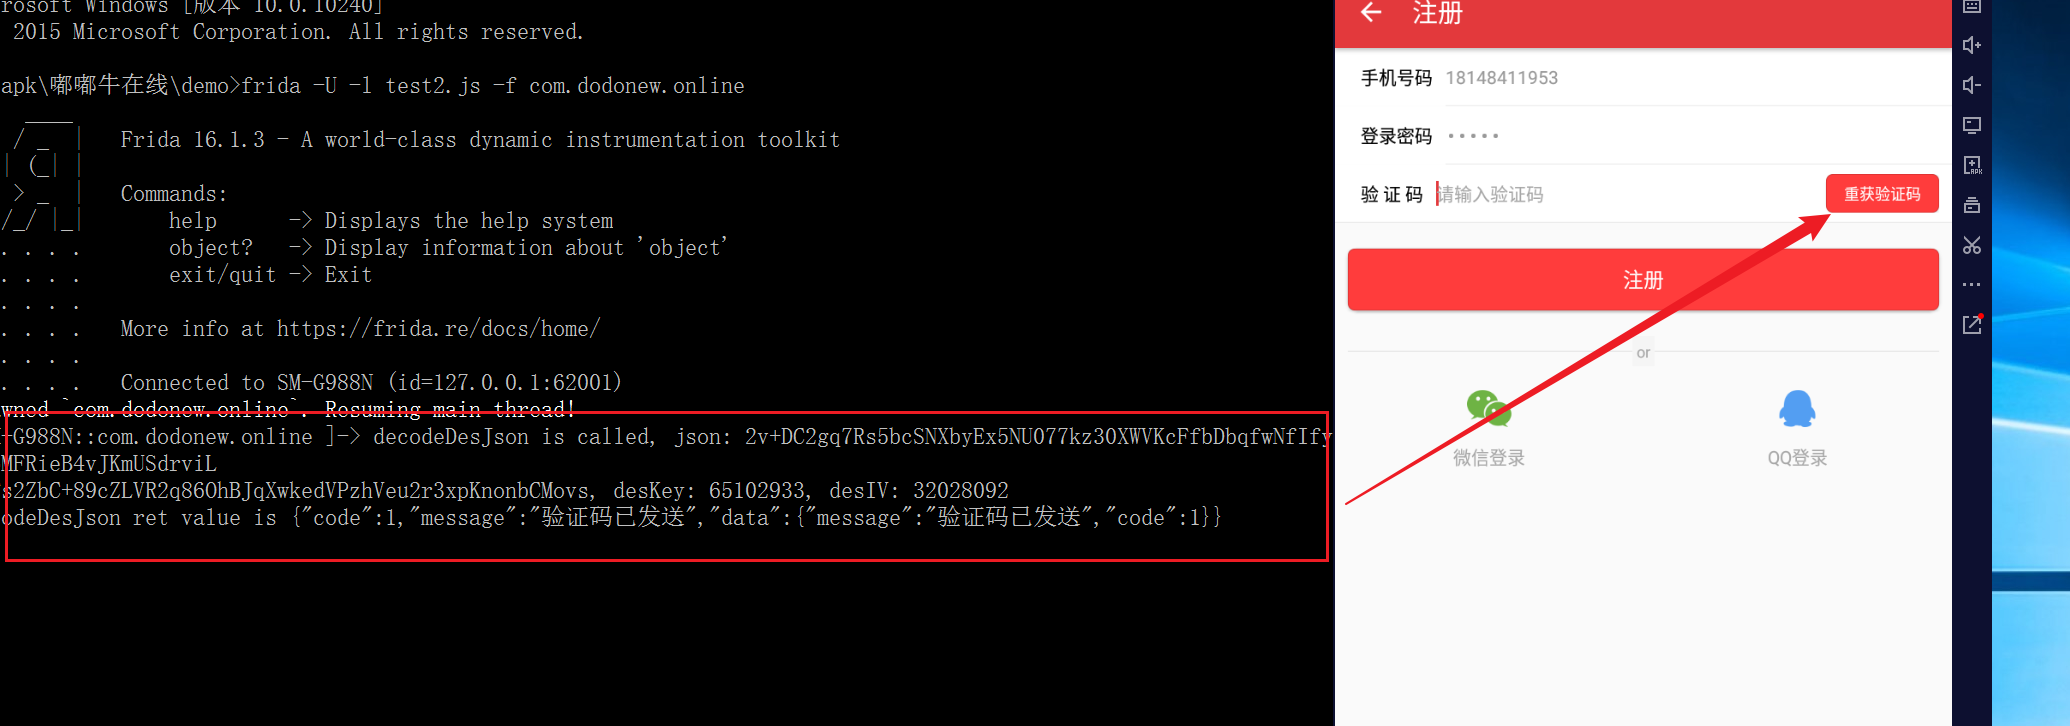 rosoft Windows [版本 10.0.10240]
2015 Microsoft Corporation. All rights reserved.
apk\嘟嘟牛在线\demo>frida -U -l test2.js -f com.dodonew.online
Frida 16.1.3 - A world-class dynamic instrumentation toolkit
Commands:
help -> Displays the help system
object? -> Display information about 'object'
exit/quit -> Exit
More info at https://frida.re/docs/home/
Connected to SM-G988N (id=127.0.0.1:62001)
wned `com.dodonew.online`. Resuming main thread!
-G988N::com.dodonew.online ]-> decodeDesJson is called, json: 2v+DC2gq7Rs5bcSNXbyEx5NU077kz30XWVKcFfbDbqfwNfIfy
MFRieB4vJKmUSdrviL
s2ZbC+89cZLVR2q86OhBJqXwkedVPzhVeu2r3xpKnonbCMovs, desKey: 65102933, desIV: 32028092
odeDesJson ret value is {"code":1,"message":"验证码已发送","data":{"message":"验证码已发送","code":1}}
注册
手机号码 18148411953
登录密码 •••••
验 证 码 请输入验证码 重获验证码
注册
or
微信登录 QQ登录
APK